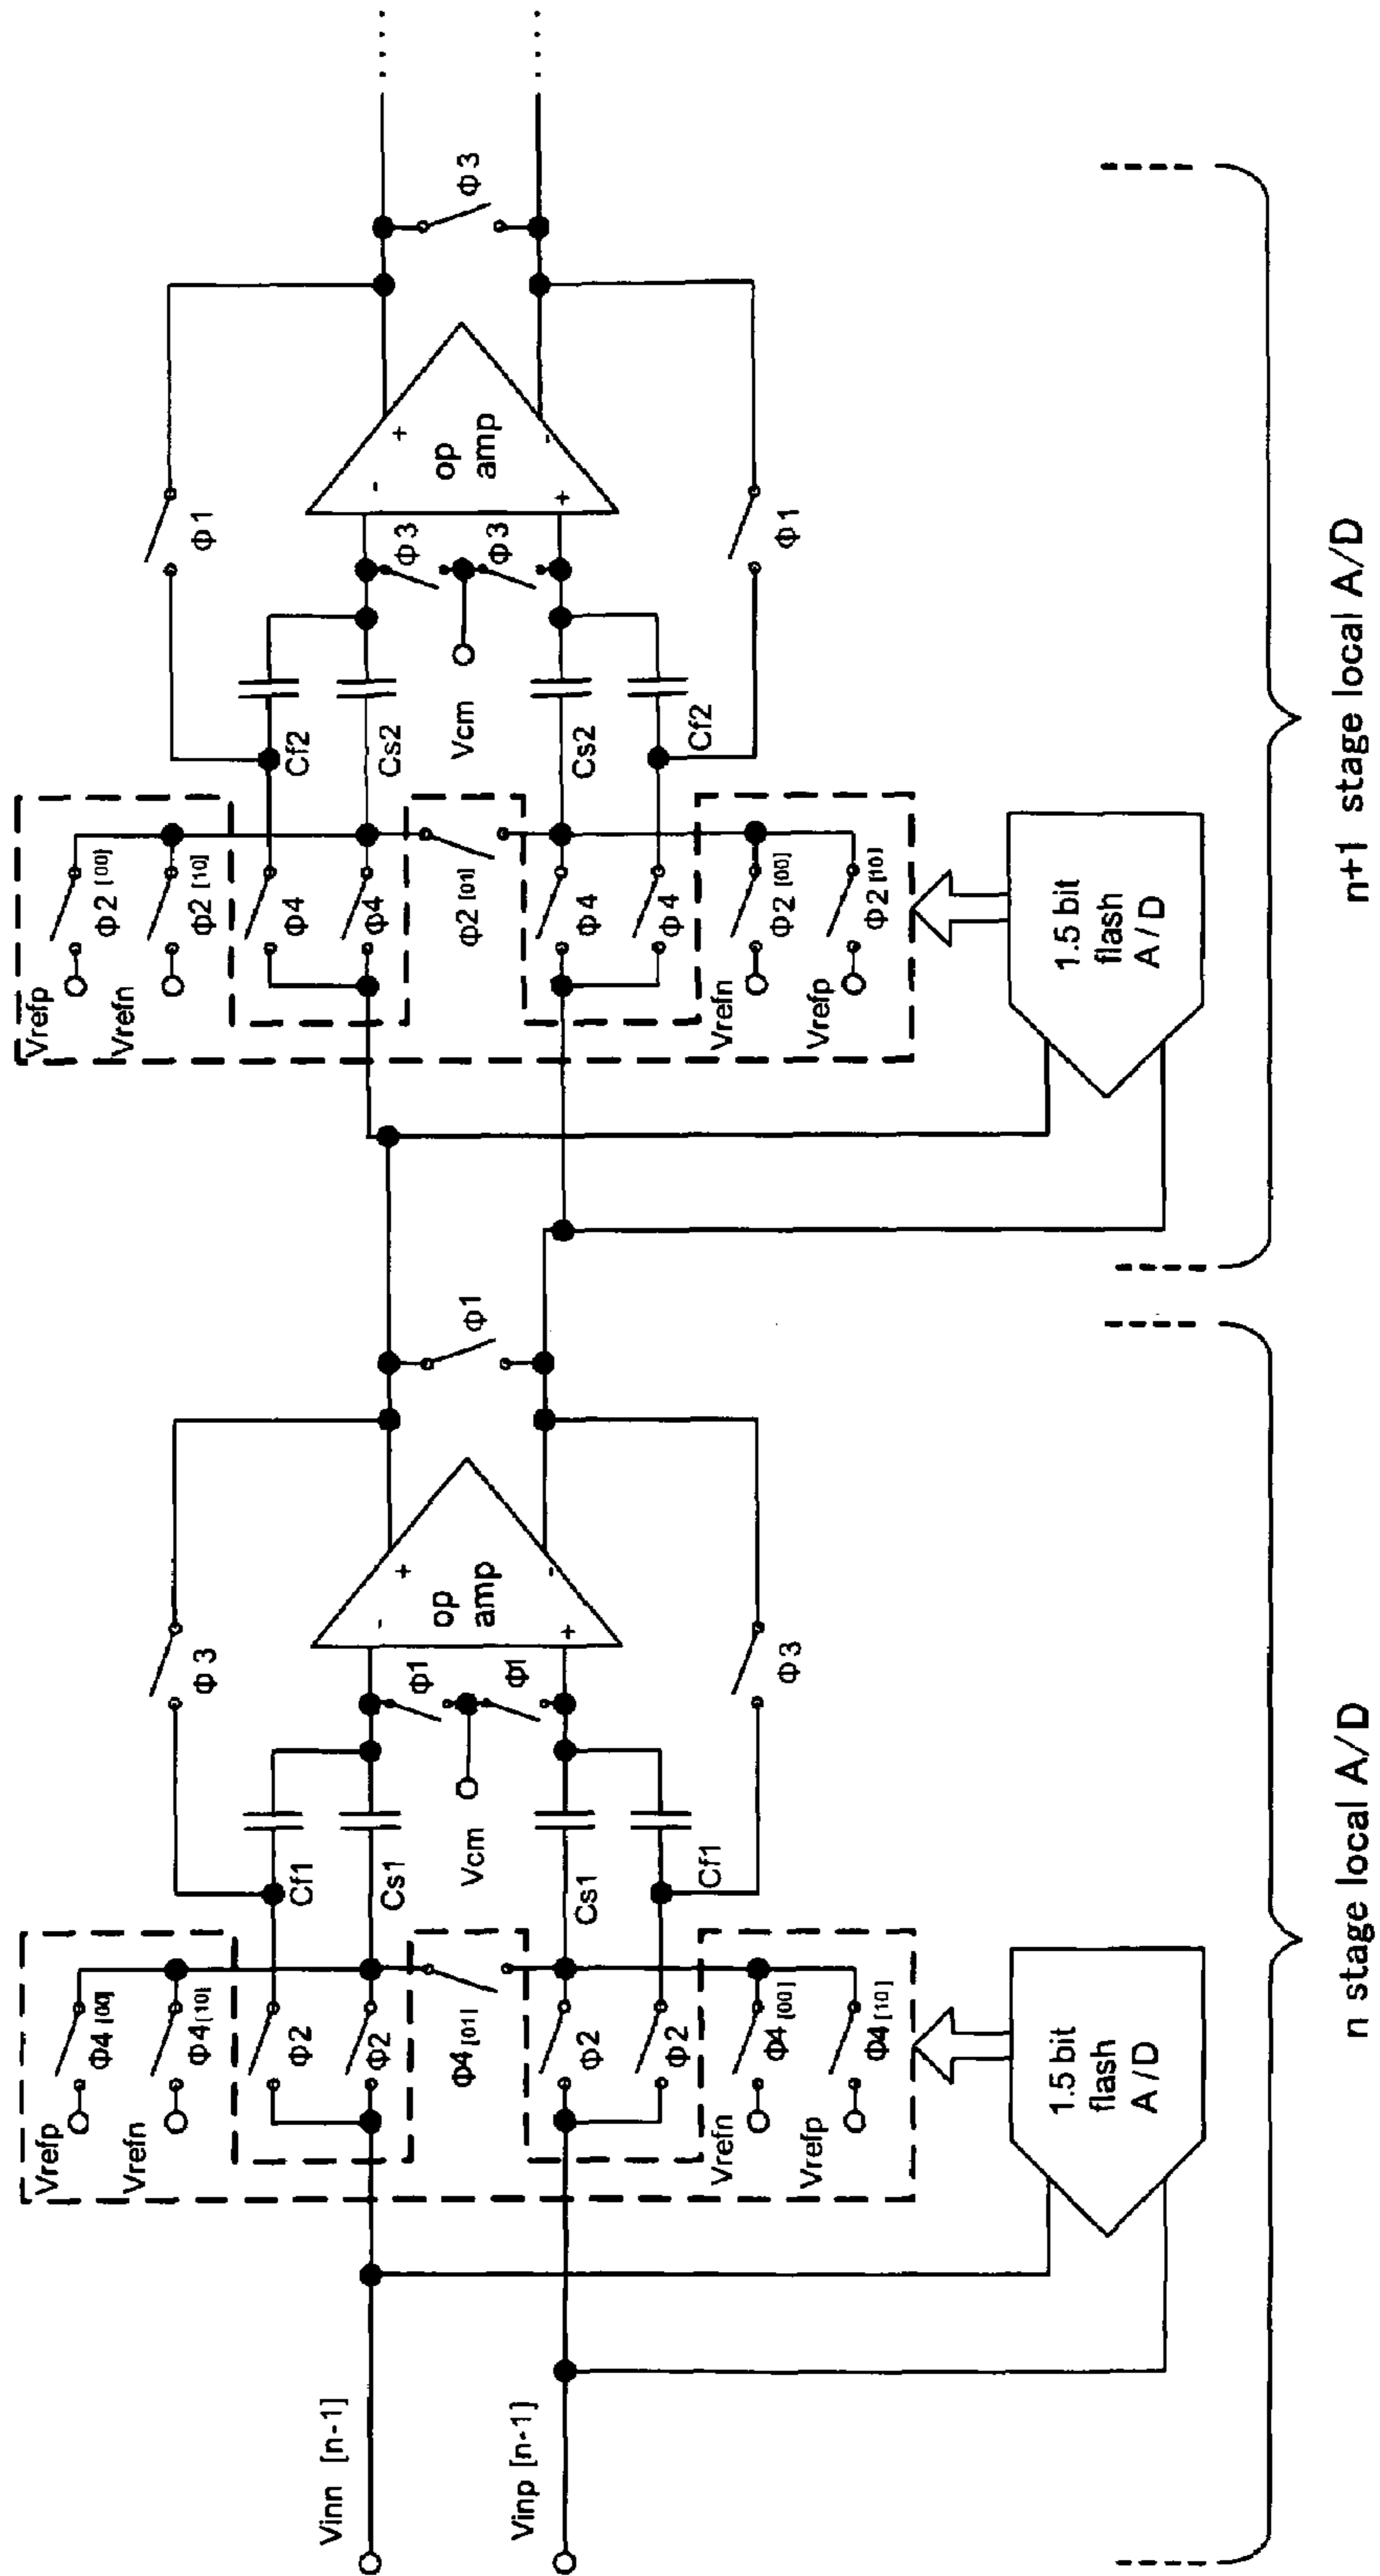 Vinn [n-1]
Vinp [n-1]
Vrefp
Φ4 [00]
Vrefn
Φ4 [10]
Φ2
Φ2
Φ4 [01]
Φ2
Φ2
Vrefn
Φ4 [00]
Vrefp
Φ4 [10]
Cf1
Cs1
Vcm
Cs1
Cf1
Φ3
Φ1
Φ1
Φ3
-
+
op
amp
+
-
Φ1
1.5 bit
flash
A/D
n stage local A/D
Vrefp
Φ2 [00]
Vrefn
Φ2 [10]
Φ4
Φ4
Φ2 [01]
Φ4
Φ4
Vrefn
Φ2 [00]
Vrefp
Φ2 [10]
Cf2
Cs2
Vcm
Cs2
Cf2
Φ1
Φ3
Φ3
Φ1
-
+
op
amp
+
-
Φ3
1.5 bit
flash
A/D
n+1 stage local A/D